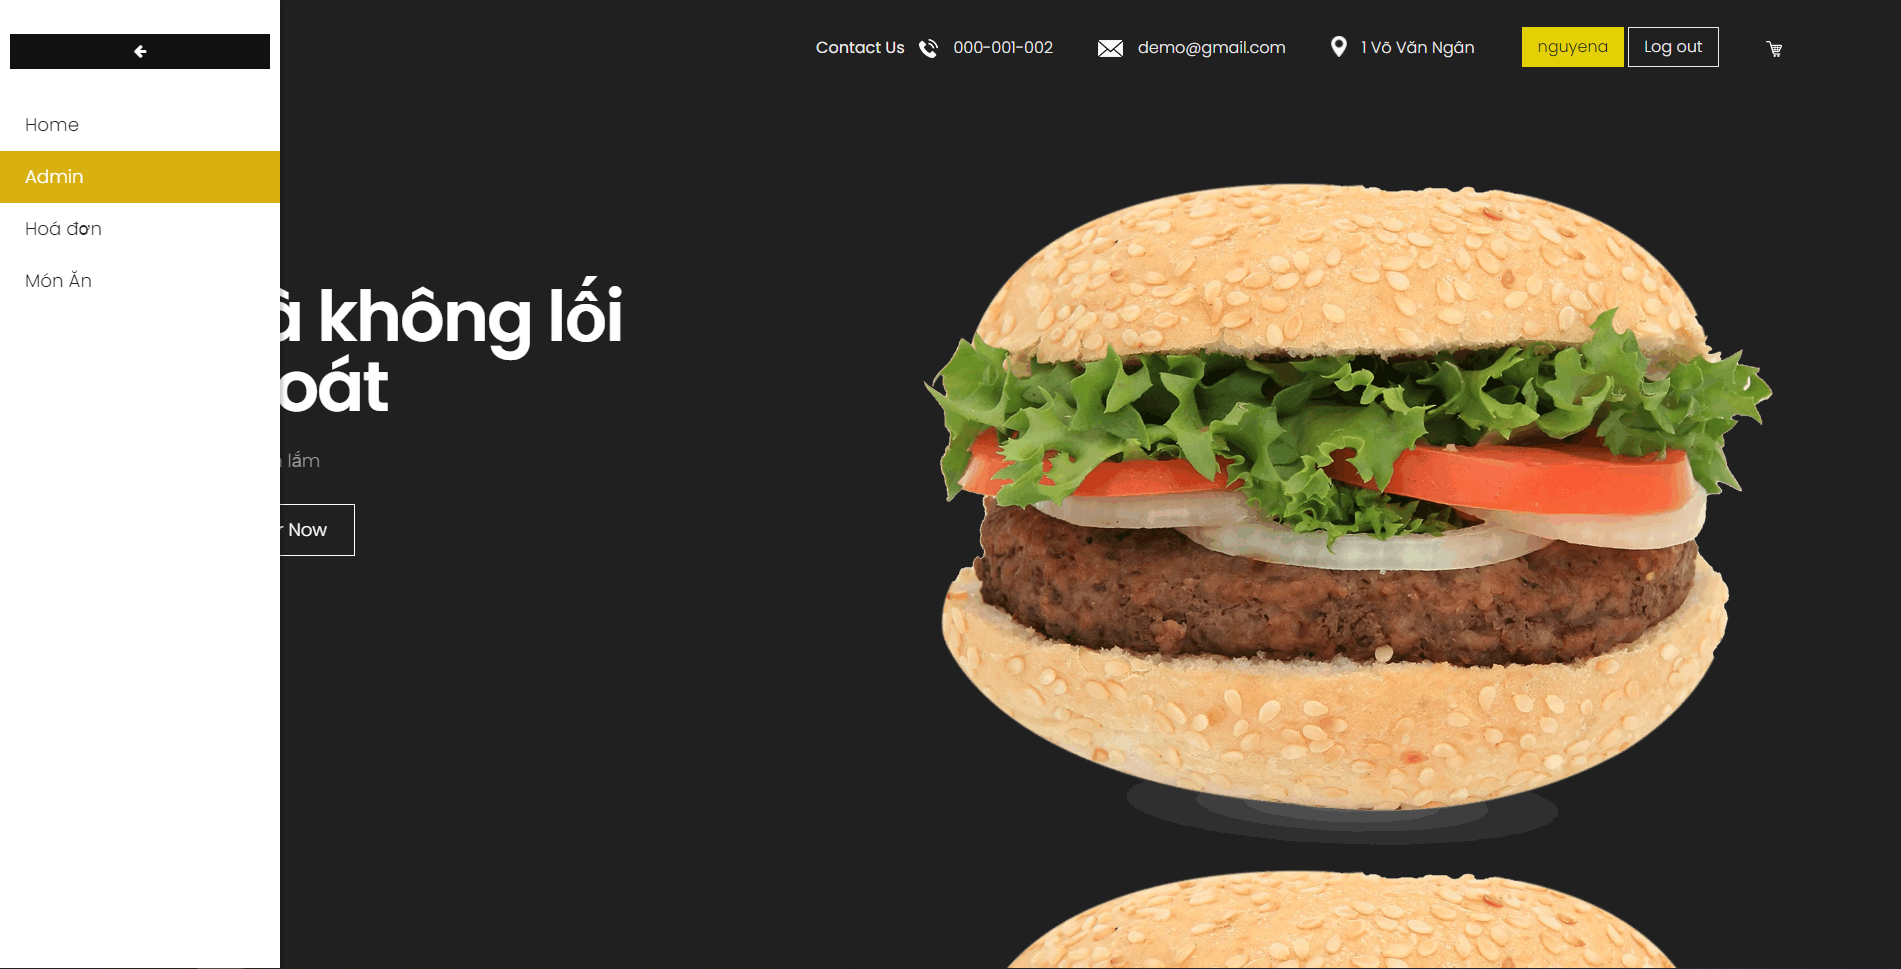 Contact Us 000-001-002 demo@gmail.com 1 Võ Văn Ngân nguyena Log out
Home
Admin
Hoá đơn
Món Ăn
không lối
oát
lắm
Now